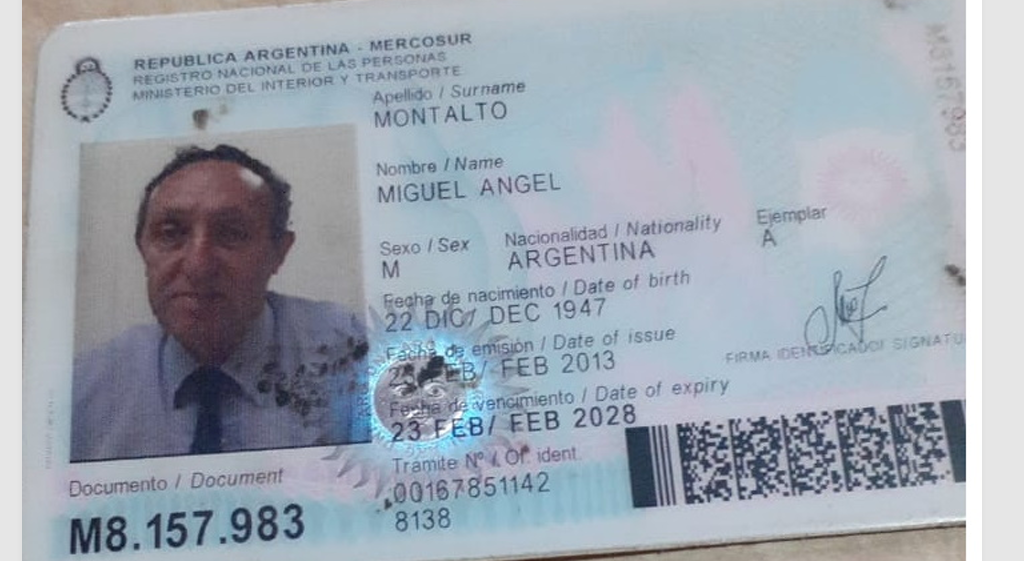 REPUBLICA ARGENTINA - MERCOSUR
REGISTRO NACIONAL DE LAS PERSONAS
MINISTERIO DEL INTERIOR Y TRANSPORTE
Apellido / Surname
MONTALTO
Nombre / Name
MIGUEL ANGEL
Sexo / Sex
M
Nacionalidad / Nationality
ARGENTINA
Ejemplar
A
Fecha de nacimiento / Date of birth
22 DIC/ DEC 1947
Fecha de emisión / Date of issue
FEB/ FEB 2013
Fecha de vencimiento / Date of expiry
23 FEB/ FEB 2028
FIRMA IDENTIFICADO/ SIGNATU
Tramite Nº / Of. ident.
00167851142
8138
Documento / Document
M8.157.983
M8157983